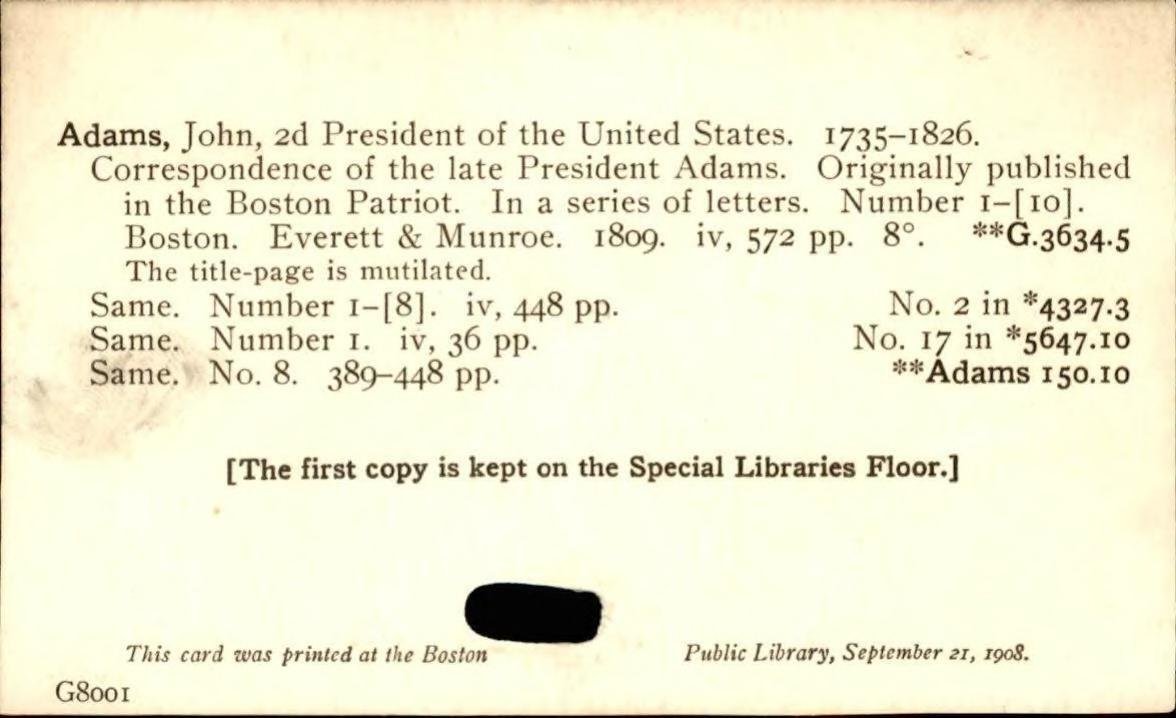 Adams, John, 2d President of the United States. 1735–1826.
Correspondence of the late President Adams. Originally published
in the Boston Patriot. In a series of letters. Number 1–[10].
Boston. Everett & Munroe. 1809. iv, 572 pp. 8°. **G.3634.5
The title-page is mutilated.
Same. Number 1–[8]. iv, 448 pp. No. 2 in *4327.3
Same. Number 1. iv, 36 pp. No. 17 in *5647.10
Same. No. 8. 389–448 pp. **Adams 150.10
[The first copy is kept on the Special Libraries Floor.]
This card was printed at the Boston Public Library, September 21, 1908.
G8001